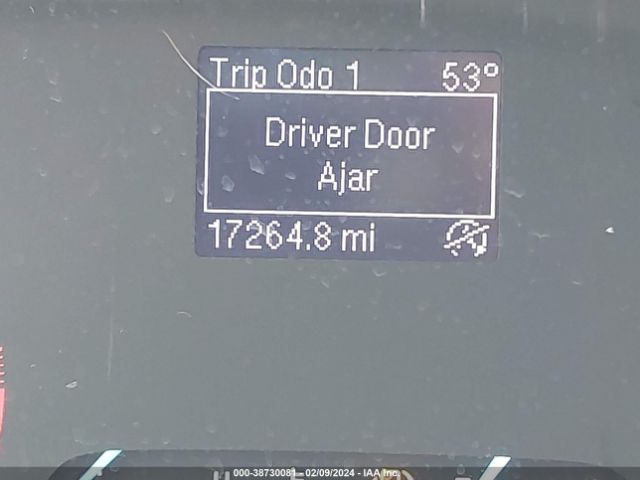 Trip Odo 1 53°
Driver Door
Ajar
17264.8 mi
000-38730081 - 02/09/2024 - IAA Inc.